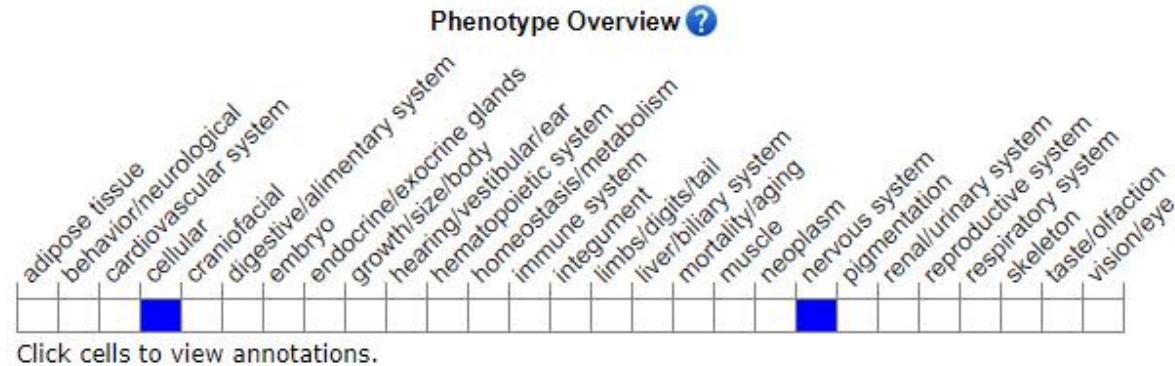 Phenotype Overview ?
adipose tissue
behavior/neurological
cardiovascular system
cellular
craniofacial
digestive/alimentary system
embryo
endocrine/exocrine glands
growth/size/body
hearing/vestibular/ear
hematopoietic system
homeostasis/metabolism
immune system
integument
limbs/digits/tail
liver/biliary system
mortality/aging
muscle
neoplasm
nervous system
pigmentation
renal/urinary system
reproductive system
respiratory system
skeleton
taste/olfaction
vision/eye
Click cells to view annotations.